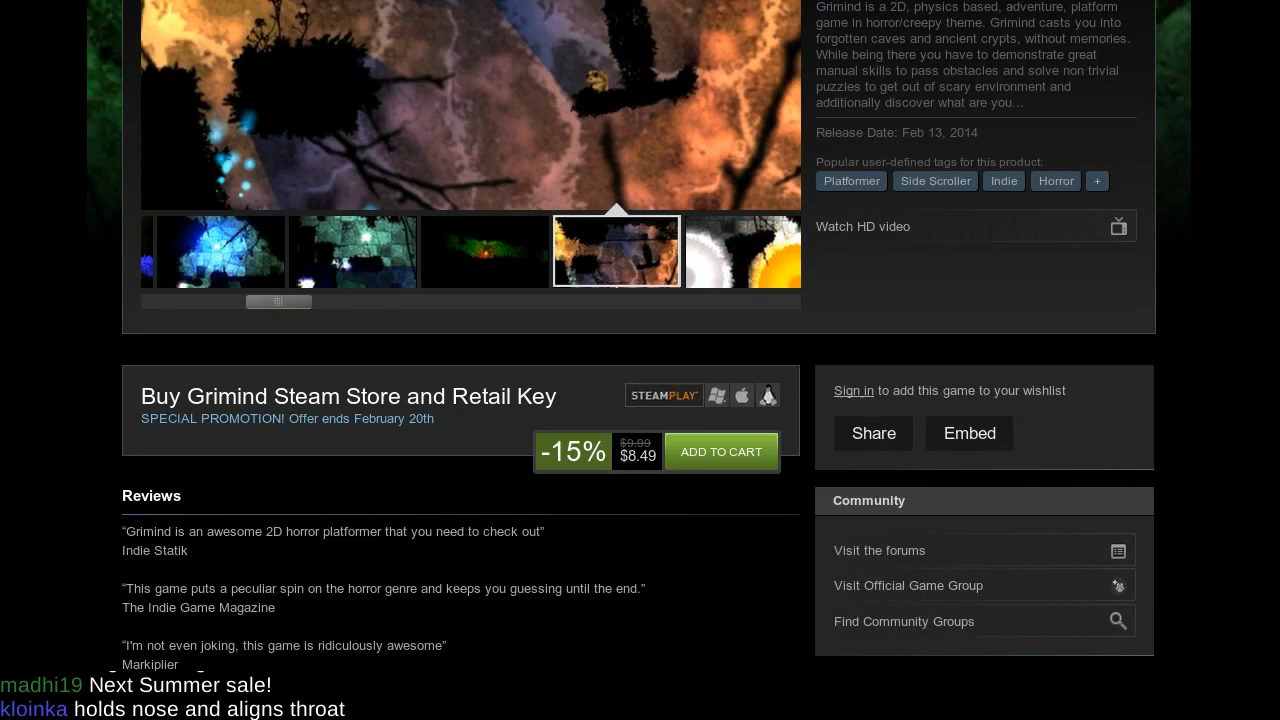 Grimind is a 2D, physics based, adventure, platform
game in horror/creepy theme. Grimind casts you into
forgotten caves and ancient crypts, without memories.
While being there you have to demonstrate great
manual skills to pass obstacles and solve non trivial
puzzles to get out of scary environment and
additionally discover what are you...
Release Date: Feb 13, 2014
Popular user-defined tags for this product:
Platformer Side Scroller Indie Horror +
Watch HD video
Buy Grimind Steam Store and Retail Key
STEAMPLAY
SPECIAL PROMOTION! Offer ends February 20th
-15% $9.99 $8.49 ADD TO CART
Sign in to add this game to your wishlist
Share Embed
Reviews
“Grimind is an awesome 2D horror platformer that you need to check out”
Indie Statik
“This game puts a peculiar spin on the horror genre and keeps you guessing until the end.”
The Indie Game Magazine
“I'm not even joking, this game is ridiculously awesome”
Markiplier
Community
Visit the forums
Visit Official Game Group
Find Community Groups
madhi19 Next Summer sale!
kloinka holds nose and aligns throat